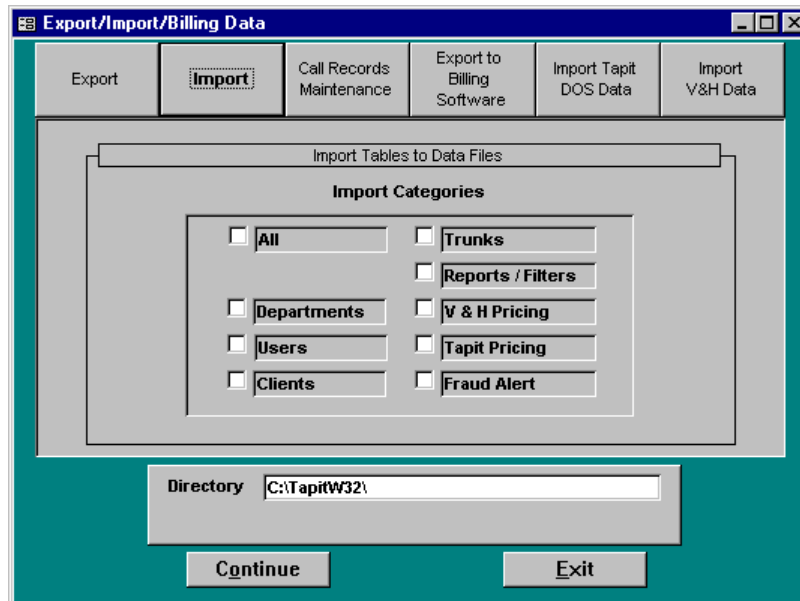 Export/Import/Billing Data
Export
Import
Call Records
Maintenance
Export to
Billing
Software
Import Tapit
DOS Data
Import
V&H Data
Import Tables to Data Files
Import Categories
All
Trunks
Reports / Filters
Departments
V & H Pricing
Users
Tapit Pricing
Clients
Fraud Alert
Directory
C:\TapitW32\
Continue
Exit